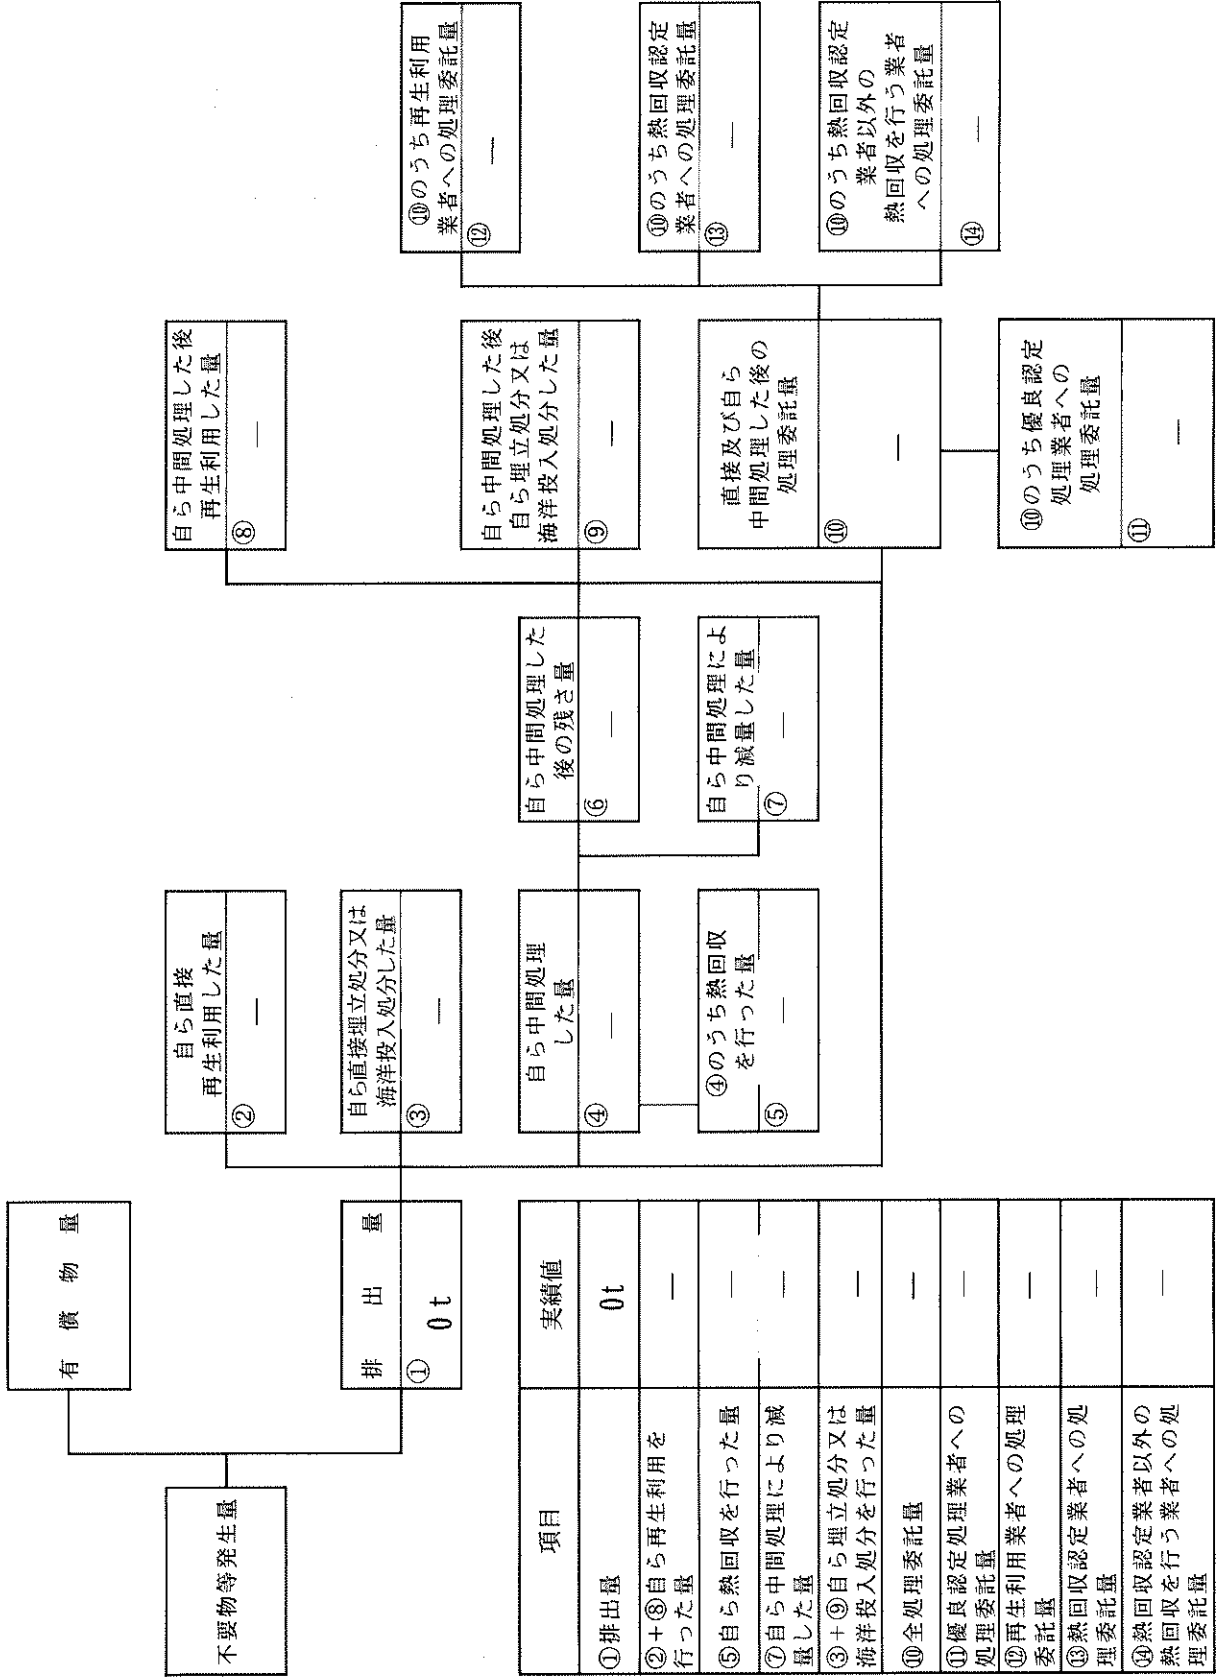 不要物等発生量
有償物量
排出量
①
0t
自ら直接
再生利用した量
②
—
自ら直接埋立処分又は
海洋投入処分した量
③
—
自ら中間処理
した量
④
—
④のうち熱回収
を行った量
⑤
—
自ら中間処理した
後の残さ量
⑥
—
自ら中間処理によ
り減量した量
⑦
—
自ら中間処理した後
再生利用した量
⑧
—
自ら中間処理した後
自ら埋立処分又は
海洋投入処分した量
⑨
—
直接及び自ら
中間処理した後の
処理委託量
⑩
—
⑩のうち優良認定
処理業者への
処理委託量
⑪
—
⑩のうち再生利用
業者への処理委託量
⑫
—
⑩のうち熱回収認定
業者への処理委託量
⑬
—
⑩のうち熱回収認定
業者以外の
熱回収を行う業者
への処理委託量
⑭
—
項目 実績値
①排出量 0t
②+⑧自ら再生利用を
行った量 —
⑤自ら熱回収を行った量 —
⑦自ら中間処理により減
量した量 —
③+⑨自ら埋立処分又は
海洋投入処分を行った量 —
⑩全処理委託量 —
⑪優良認定処理業者への
処理委託量 —
⑫再生利用業者への処理
委託量 —
⑬熱回収認定業者への処
理委託量 —
⑭熱回収認定業者以外の
熱回収を行う業者への処
理委託量 —